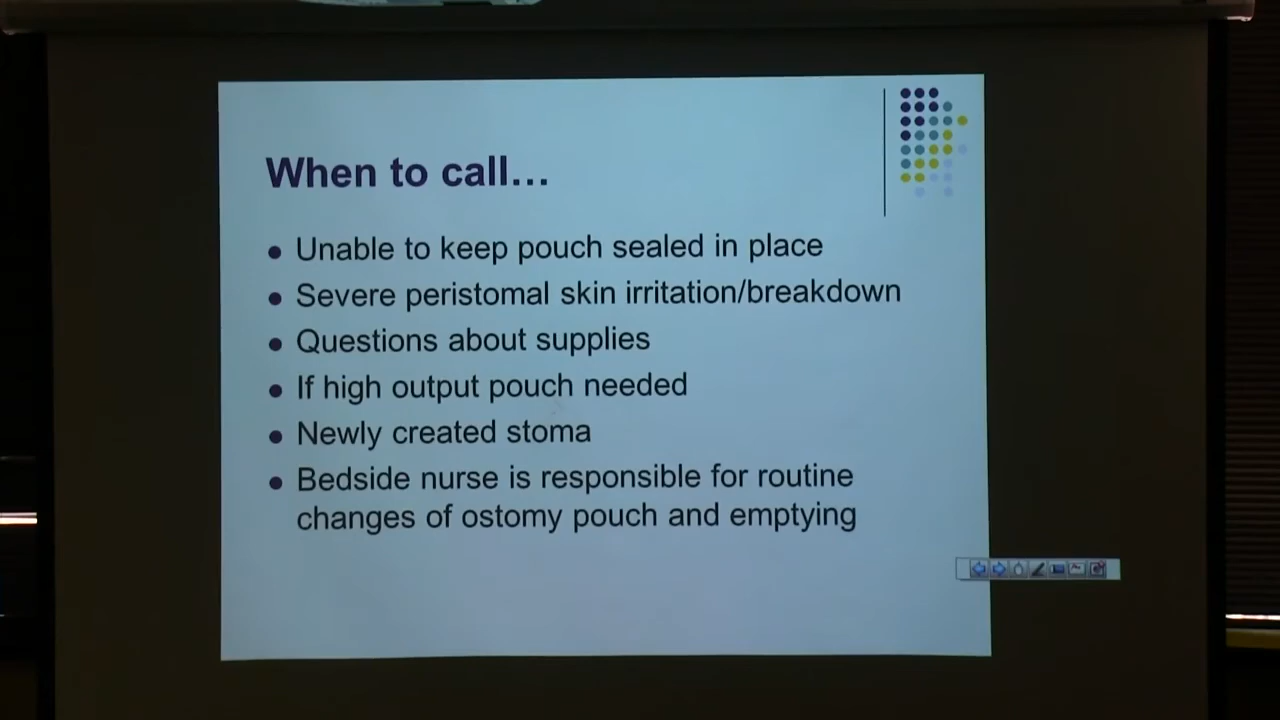 When to call…
Unable to keep pouch sealed in place
Severe peristomal skin irritation/breakdown
Questions about supplies
If high output pouch needed
Newly created stoma
Bedside nurse is responsible for routine
changes of ostomy pouch and emptying